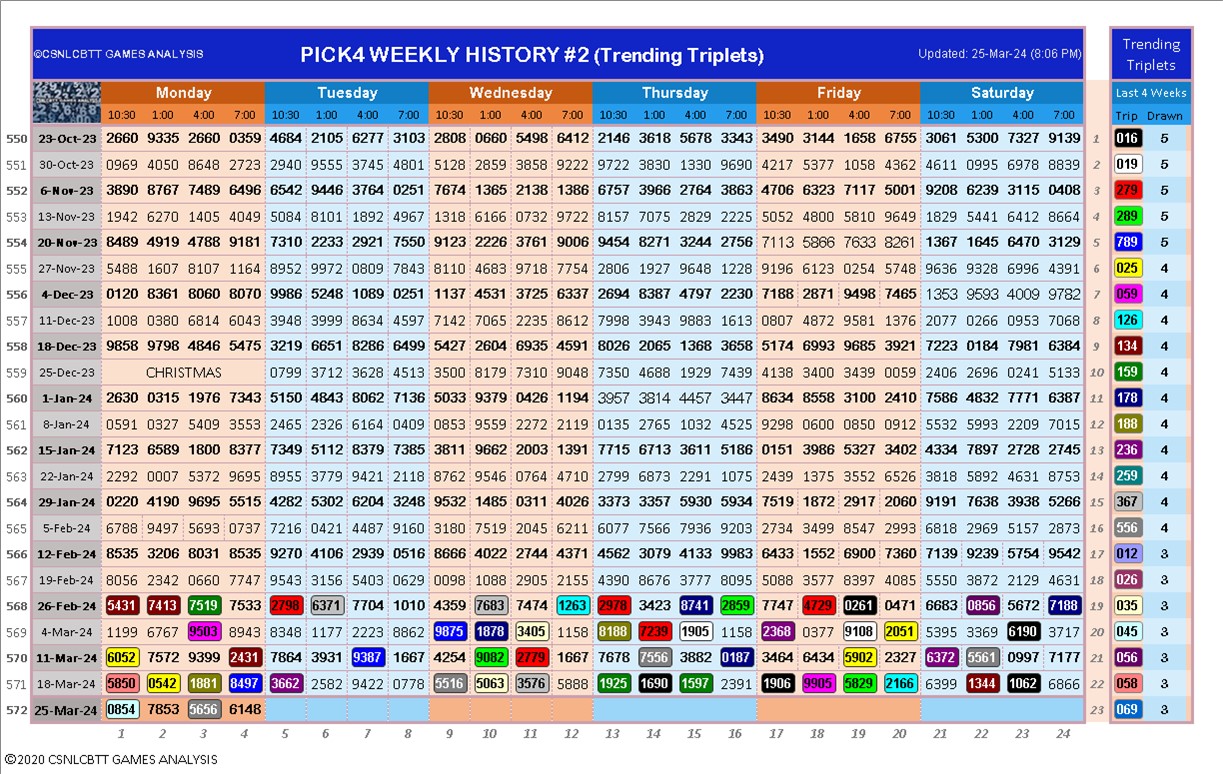 ©CSNLCBTT GAMES ANALYSIS PICK4 WEEKLY HISTORY #2 (Trending Triplets) Updated: 25-Mar-24 (8:06 PM) Trending Triplets
Monday Tuesday Wednesday Thursday Friday Saturday Last 4 Weeks
10:30 1:00 4:00 7:00 10:30 1:00 4:00 7:00 10:30 1:00 4:00 7:00 10:30 1:00 4:00 7:00 10:30 1:00 4:00 7:00 10:30 1:00 4:00 7:00 Trip Drawn
550 23-Oct-23 2660 9335 2660 0359 4684 2105 6277 3103 2808 0660 5498 6412 2146 3618 5678 3343 3490 3144 1658 6755 3061 5300 7327 9139 1 016 5
551 30-Oct-23 0969 4050 8648 2723 2940 9555 3745 4801 5128 2859 3858 9222 9722 3830 1330 9690 4217 5377 1058 4362 4611 0995 6978 8839 2 019 5
552 6-Nov-23 3890 8767 7489 6496 6542 9446 3764 0251 7674 1365 2138 1386 6757 3966 2764 3863 4706 6323 7117 5001 9208 6239 3115 0408 3 279 5
553 13-Nov-23 1942 6270 1405 4049 5084 8101 1892 4967 1318 6166 0732 9722 8157 7075 2829 2225 5052 4800 5810 9649 1829 5441 6412 8664 4 289 5
554 20-Nov-23 8489 4919 4788 9181 7310 2233 2921 7550 9123 2226 3761 9006 9454 8271 3244 2756 7113 5866 7633 8261 1367 1645 6470 3129 5 789 5
555 27-Nov-23 5488 1607 8107 1164 8952 9972 0809 7843 8110 4683 9718 7754 2806 1927 9648 1228 9196 6123 0254 5748 9636 9328 6996 4391 6 025 4
556 4-Dec-23 0120 8361 8060 8070 9986 5248 1089 0251 1137 4531 3725 6337 2694 8387 4797 2230 7188 2871 9498 7465 1353 9593 4009 9782 7 059 4
557 11-Dec-23 1008 0380 6814 6043 3948 3999 8634 4597 7142 7065 2235 8612 7998 3943 9883 1613 0807 4872 9581 1376 2077 0266 0953 7068 8 126 4
558 18-Dec-23 9858 9798 4846 5475 3219 6651 8286 6499 5427 2604 6935 4591 8026 2065 1368 3658 5174 6993 9685 3921 7223 0184 7981 6384 9 134 4
559 25-Dec-23 CHRISTMAS 0799 3712 3628 4513 3500 8179 7310 9048 7350 4688 1929 7439 4138 3400 3439 0059 2406 2696 0241 5133 10 159 4
560 1-Jan-24 2630 0315 1976 7343 5150 4843 8062 7136 5033 9379 0426 1194 3957 3814 4457 3447 8634 8558 3100 2410 7586 4832 7771 6387 11 178 4
561 8-Jan-24 0591 0327 5409 3553 2465 2326 6164 0409 0853 9559 2272 2119 0135 2765 1032 4525 9298 0600 0850 0912 5532 5993 2209 7015 12 188 4
562 15-Jan-24 7123 6589 1800 8377 7349 5112 8379 7335 3811 9662 2003 1391 7715 6713 3611 5186 0151 3986 5327 3402 4334 7897 2728 2745 13 236 4
563 22-Jan-24 2292 0007 5372 9695 8955 3779 9421 2118 9762 9546 0764 4710 2799 6873 2291 1075 2438 1375 3552 6526 3818 5892 4631 8753 14 259 4
564 29-Jan-24 0220 4190 9695 5515 4282 5302 6204 3248 9532 1485 0311 4026 3373 3357 5930 5934 7519 1872 2917 2060 9191 7638 3938 5266 15 367 4
565 5-Feb-24 6788 9497 5693 0737 7216 0421 4487 9160 3180 7519 2045 6211 6077 7566 7936 9203 2734 3499 8547 2993 6818 2969 5157 2873 16 556 4
566 12-Feb-24 8535 3206 8031 8535 9270 4106 2939 0516 8666 4022 2744 4371 4562 3079 4133 9983 6433 1552 6900 7360 7139 9239 5754 9542 17 012 3
567 19-Feb-24 8056 2342 0660 7747 9543 3156 5403 0629 0098 1088 2905 2155 4390 8676 3777 8095 5088 3577 8397 4085 5550 3872 2129 4631 18 026 3
568 26-Feb-24 5431 7413 7519 7533 2798 6371 7704 1010 4359 7683 7474 1263 2978 3423 8741 2859 7747 4729 0261 0471 6683 0856 5672 7188 19 035 3
569 4-Mar-24 1199 6767 9503 8943 8348 1177 2223 8862 9875 1878 3405 1158 8188 7239 1905 1158 2368 0377 9108 2051 5395 3369 6190 3717 20 045 3
570 11-Mar-24 6052 7572 9399 2431 7864 3931 9387 1667 4254 9082 2779 1667 7678 7556 3882 0187 3464 6434 5902 2327 6372 5561 0997 7177 21 056 3
571 18-Mar-24 5850 0542 1881 8497 3662 2582 9422 0778 5516 5063 3576 5888 1925 1690 1597 2391 1906 9905 5829 2166 6399 1344 1062 6866 22 058 3
572 25-Mar-24 0854 7853 5656 6148 23 069 3
1 2 3 4 5 6 7 8 9 10 11 12 13 14 15 16 17 18 19 20 21 22 23 24
©2020 CSNLCBTT GAMES ANALYSIS